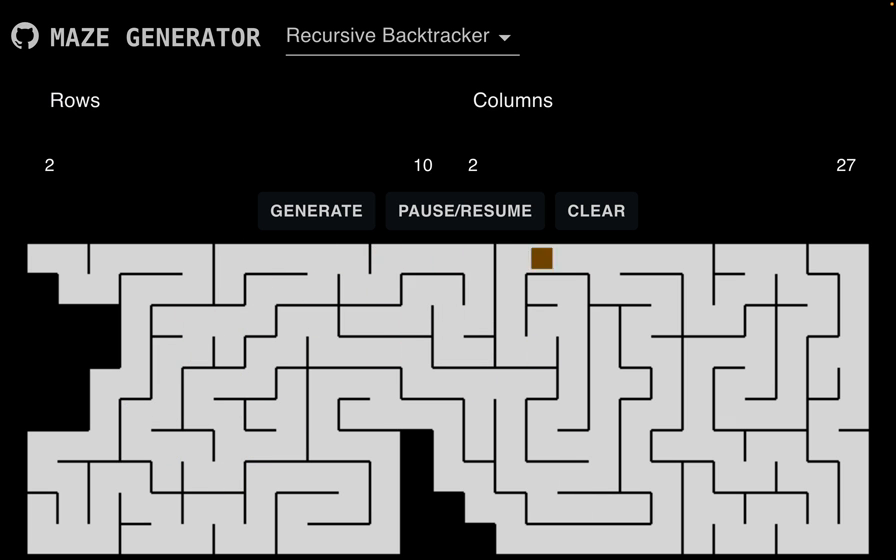 MAZE GENERATOR Recursive Backtracker
Rows Columns
2 10 2 27
GENERATE PAUSE/RESUME CLEAR